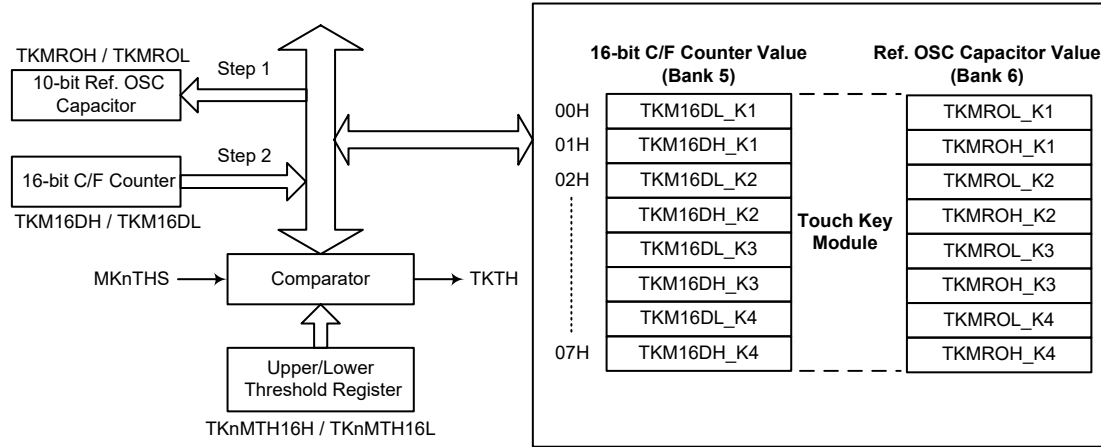 TKMROH / TKMROL
10-bit Ref. OSC
Capacitor
Step 1
16-bit C/F Counter
Step 2
TKM16DH / TKM16DL
MKnTHS
Comparator
TKTH
Upper/Lower
Threshold Register
TKnMTH16H / TKnMTH16L
16-bit C/F Counter Value
(Bank 5)
Ref. OSC Capacitor Value
(Bank 6)
00H
TKM16DL_K1
TKMROL_K1
01H
TKM16DH_K1
TKMROH_K1
02H
TKM16DL_K2
TKMROL_K2
TKM16DH_K2
TKMROH_K2
Touch Key
Module
TKM16DL_K3
TKMROL_K3
TKM16DH_K3
TKMROH_K3
TKM16DL_K4
TKMROL_K4
07H
TKM16DH_K4
TKMROH_K4